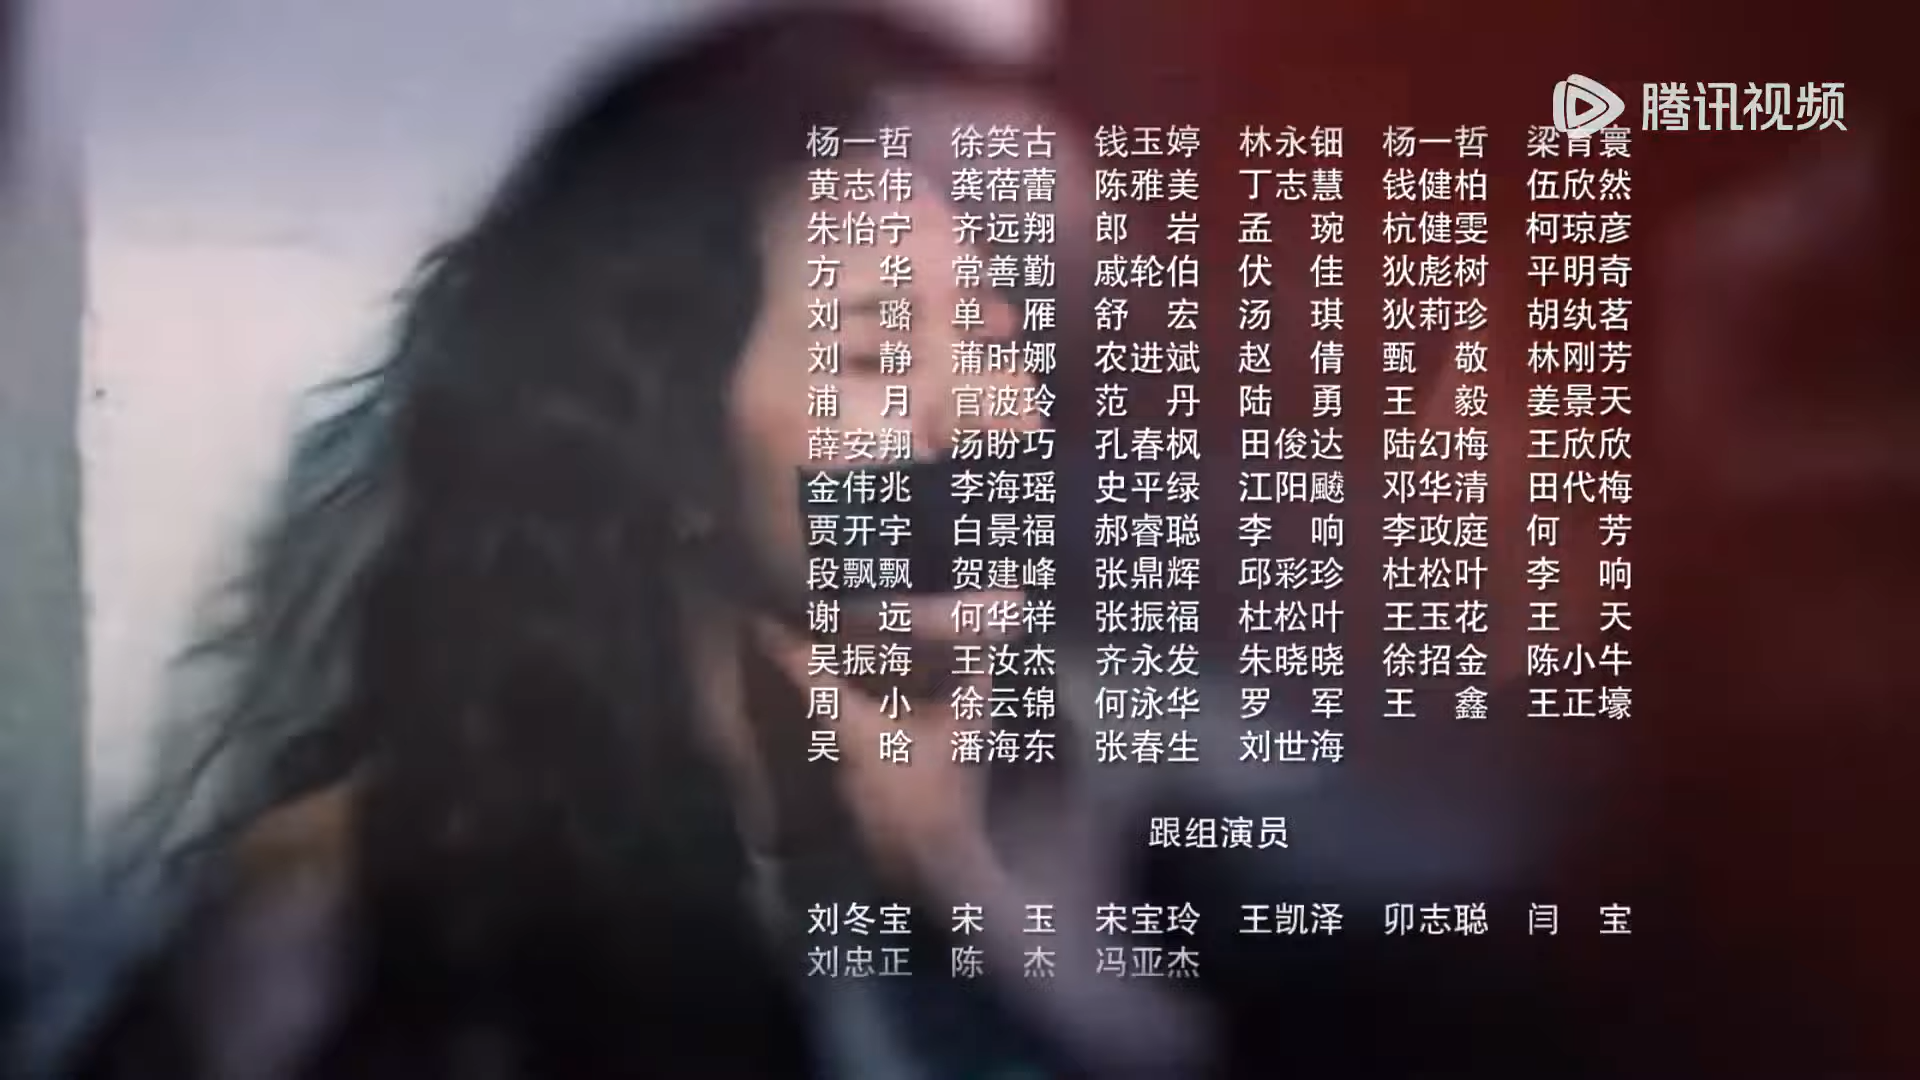 腾讯视频
杨一哲 徐笑古 钱玉婷 林永钿 杨一哲 梁育寰
黄志伟 龚蓓蕾 陈雅美 丁志慧 钱健柏 伍欣然
朱怡宁 齐远翔 郎 岩 孟 琬 杭健雯 柯琼彦
方 华 常善勤 戚轮伯 伏 佳 狄彪树 平明奇
刘 璐 单 雁 舒 宏 汤 琪 狄莉珍 胡纨茗
刘 静 蒲时娜 农进斌 赵 倩 甄 敬 林刚芳
浦 月 官波玲 范 丹 陆 勇 王 毅 姜景天
薛安翔 汤盼巧 孔春枫 田俊达 陆幻梅 王欣欣
金伟兆 李海瑶 史平绿 江阳飚 邓华清 田代梅
贾开宇 白景福 郝睿聪 李 响 李政庭 何 芳
段飘飘 贺建峰 张鼎辉 邱彩珍 杜松叶 李 响
谢 远 何华祥 张振福 杜松叶 王玉花 王 天
吴振海 王汝杰 齐永发 朱晓晓 徐招金 陈小牛
周 小 徐云锦 何泳华 罗 军 王 鑫 王正壕
吴 晗 潘海东 张春生 刘世海
跟组演员
刘冬宝 宋 玉 宋宝玲 王凯泽 卯志聪 闫 宝
刘忠正 陈 杰 冯亚杰